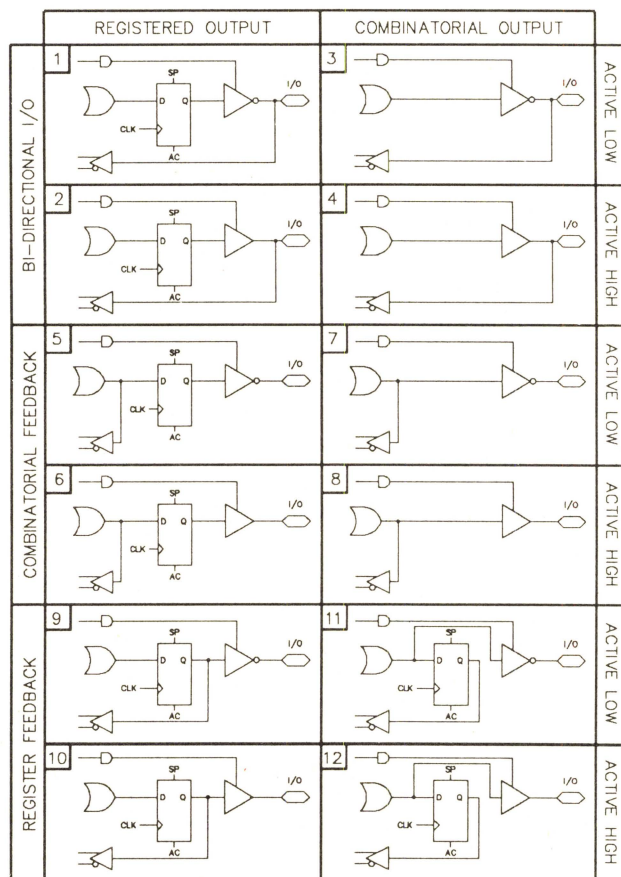 REGISTERED OUTPUT COMBINATORIAL OUTPUT
BI-DIRECTIONAL I/O
1 SP I/O
D Q
CLK
AC
3 I/O
ACTIVE LOW
2 SP I/O
D Q
CLK
AC
4 I/O
ACTIVE HIGH
COMBINATORIAL FEEDBACK
5 SP I/O
D Q
CLK
AC
7 I/O
ACTIVE LOW
6 SP I/O
D Q
CLK
AC
8 I/O
ACTIVE HIGH
REGISTER FEEDBACK
9 SP I/O
D Q
CLK
AC
11 SP I/O
D Q
CLK
AC
ACTIVE LOW
10 SP I/O
D Q
CLK
AC
12 SP I/O
D Q
CLK
AC
ACTIVE HIGH